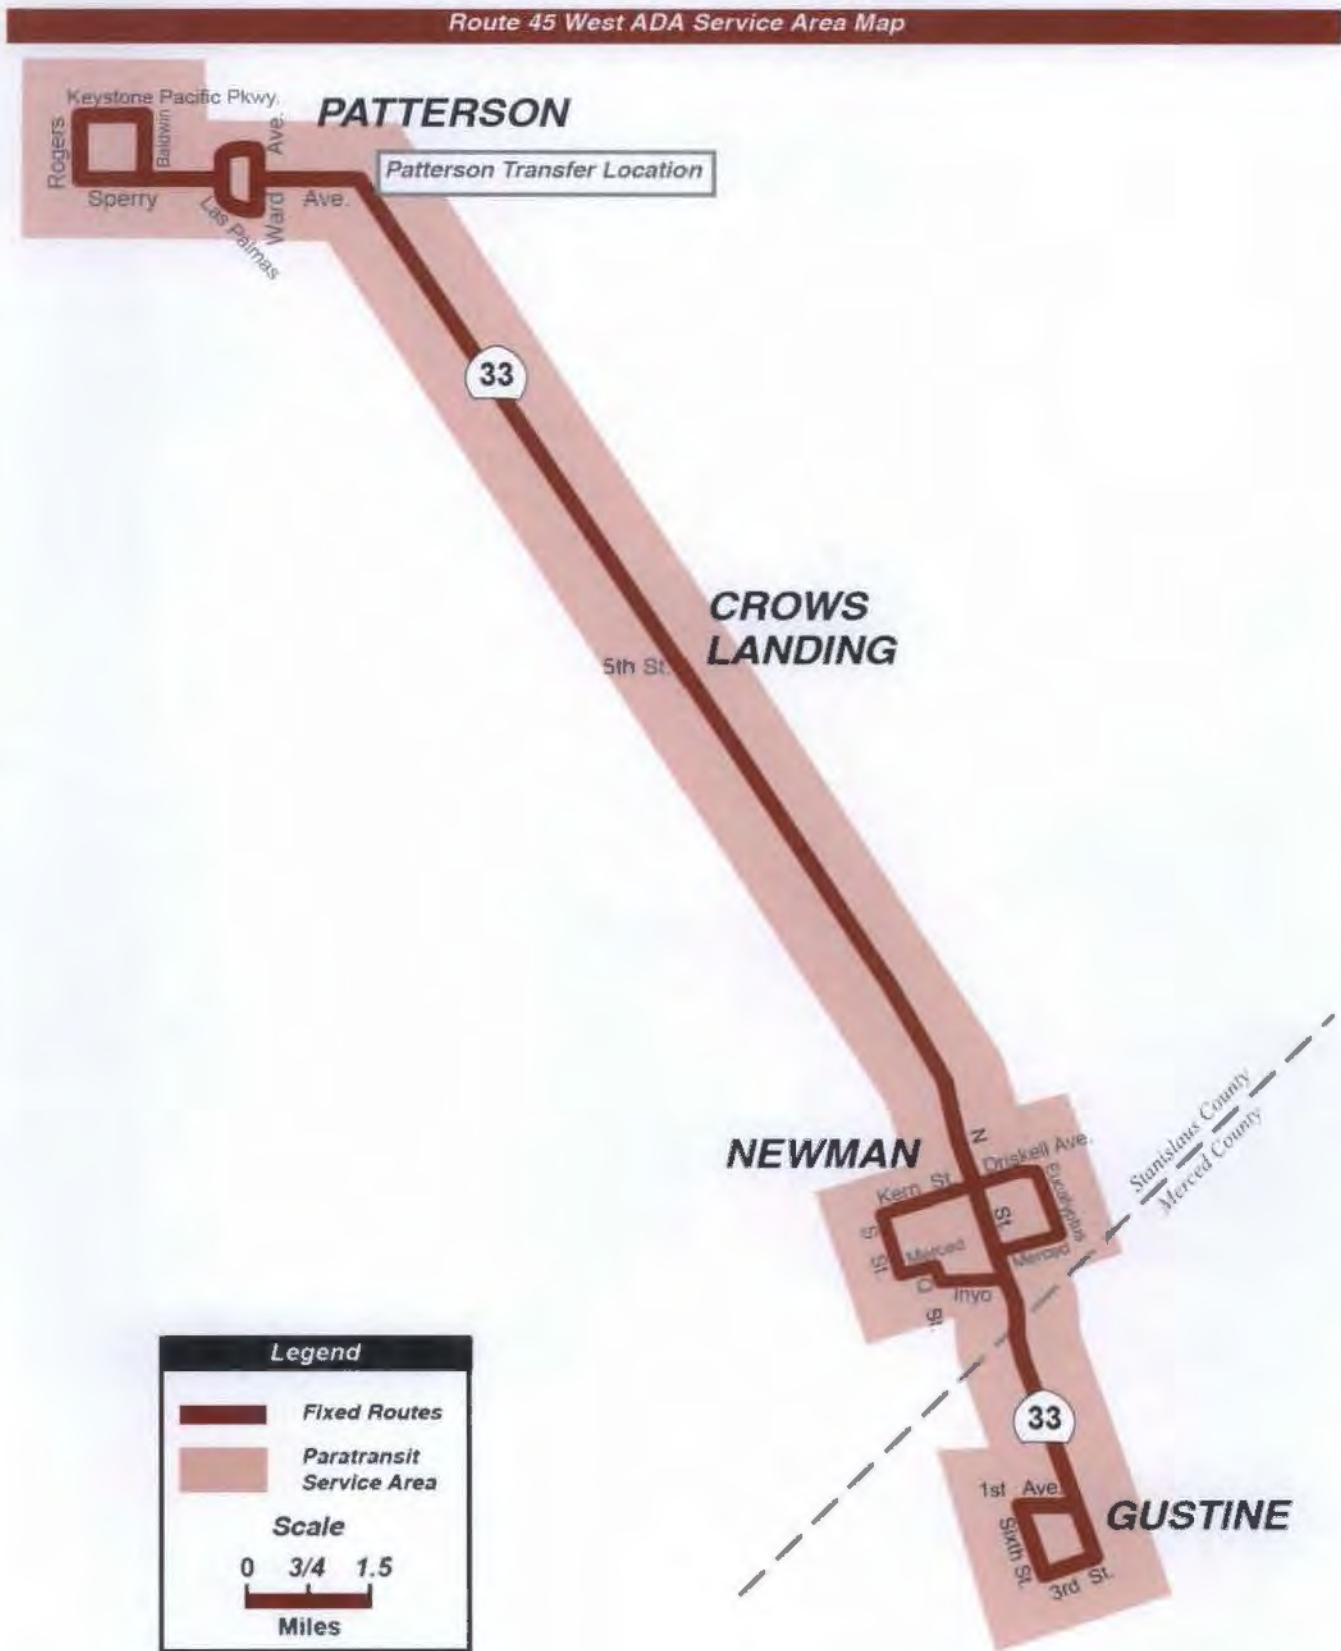 Route 45 West ADA Service Area Map
Keystone Pacific Pkwy.
PATTERSON
Rogers
Baldwin
Ave.
Patterson Transfer Location
Sperry
Las Palmas
Ward
Ave.
33
CROWS
LANDING
5th St.
Stanislaus County
Merced County
NEWMAN
N
St.
Driskell Ave.
Kern St.
Eucalyptus
S
St.
Merced
Merced
St.
Inyo
33
1st Ave.
GUSTINE
Sixth St.
3rd St.
Legend
Fixed Routes
Paratransit
Service Area
Scale
0 3/4 1.5
Miles